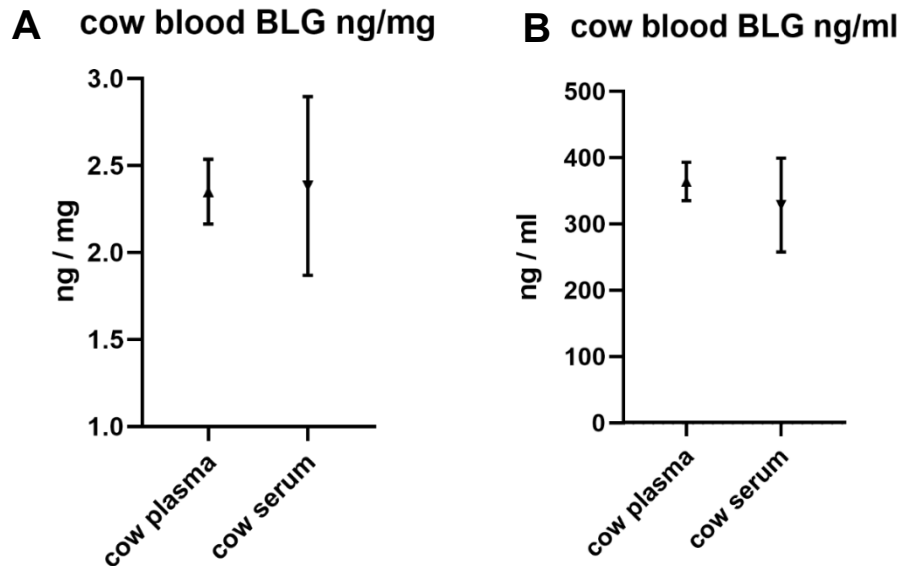 A cow blood BLG ng/mg
3.0
2.5
2.0
1.5
1.0
ng / mg
cow plasma
cow serum
B cow blood BLG ng/ml
500
400
300
200
100
0
ng / ml
cow plasma
cow serum